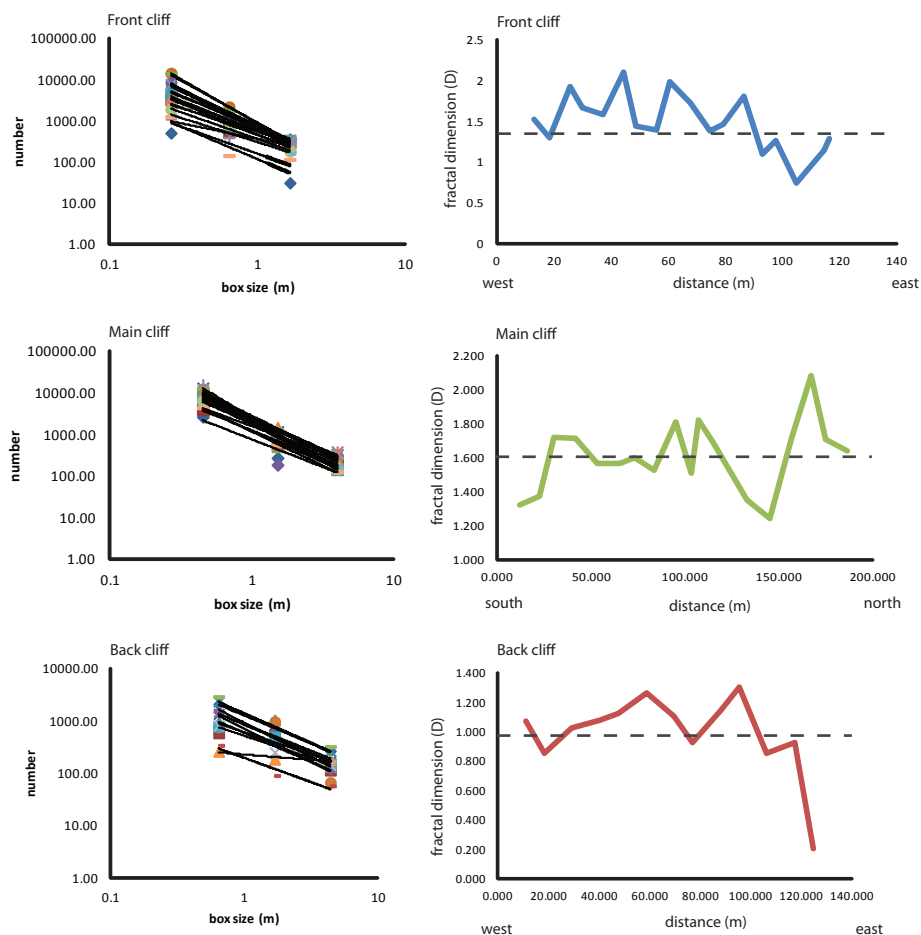 Front cliff
100000.00
10000.00
1000.00
100.00
10.00
1.00
number
0.1 1 10
box size (m)
Front cliff
2.5
2
1.5
1
0.5
0
fractal dimension (D)
0 20 40 60 80 100 120 140
west distance (m) east
Main cliff
100000.00
10000.00
1000.00
100.00
10.00
1.00
number
0.1 1 10
box size (m)
Main cliff
2.200
2.000
1.800
1.600
1.400
1.200
1.000
fractal dimension (D)
0.000 50.000 100.000 150.000 200.000
south distance (m) north
Back cliff
10000.00
1000.00
100.00
10.00
1.00
number
0.1 1 10
box size (m)
Back cliff
1.400
1.200
1.000
0.800
0.600
0.400
0.200
0.000
fractal dimension (D)
0.000 20.000 40.000 60.000 80.000 100.000 120.000 140.000
west distance (m) east